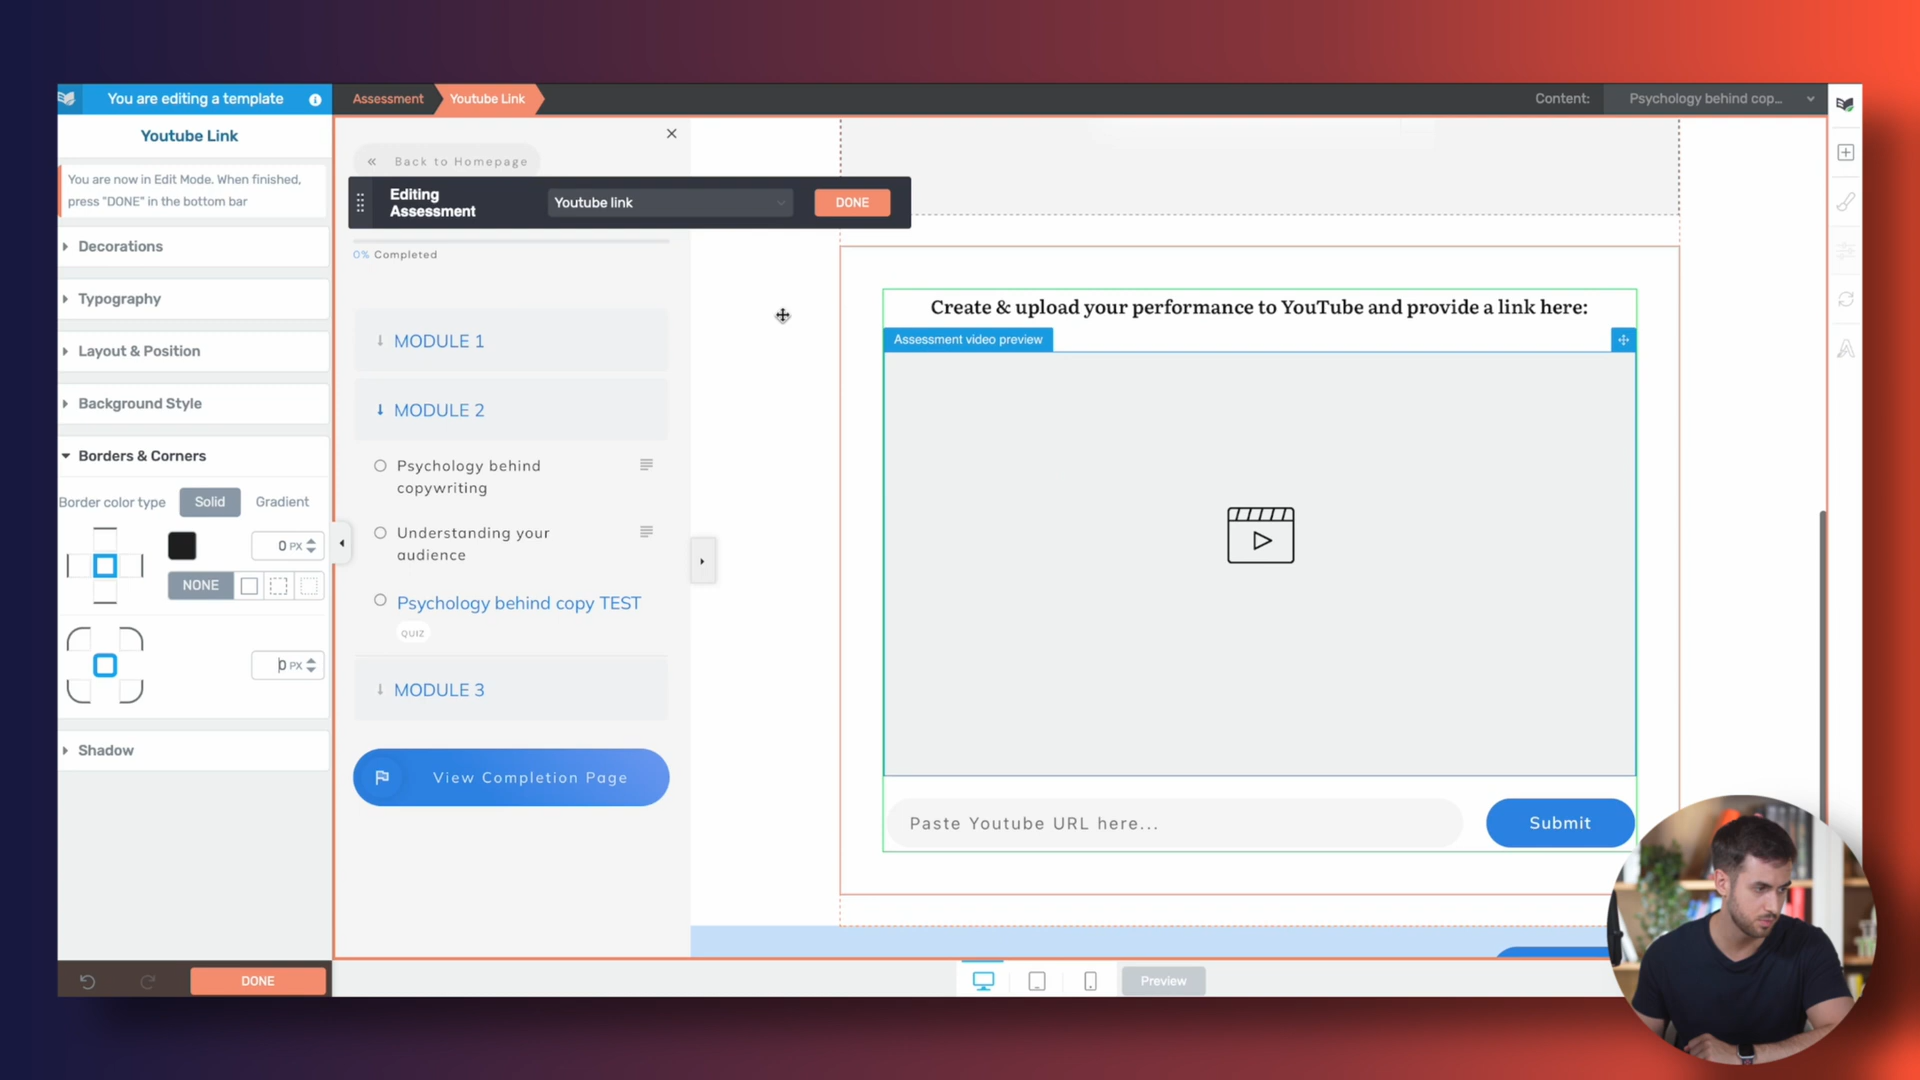 You are editing a template
Assessment
Youtube Link
Content:
Psychology behind cop...
Youtube Link
You are now in Edit Mode. When finished,
press "DONE" in the bottom bar
Decorations
Typography
Layout & Position
Background Style
Borders & Corners
Border color type
Solid
Gradient
0 PX
NONE
0 PX
Shadow
DONE
« Back to Homepage
Editing
Assessment
Youtube link
DONE
0% Completed
MODULE 1
MODULE 2
Psychology behind
copywriting
Understanding your
audience
Psychology behind copy TEST
QUIZ
MODULE 3
View Completion Page
Create & upload your performance to YouTube and provide a link here:
Assessment video preview
Paste Youtube URL here...
Submit
Preview